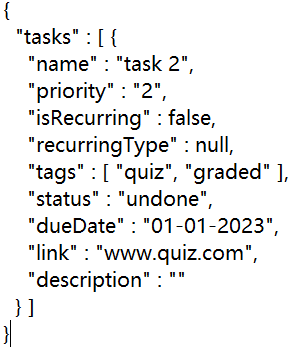 {
  "tasks" : [ {
    "name" : "task 2",
    "priority" : "2",
    "isRecurring" : false,
    "recurringType" : null,
    "tags" : [ "quiz", "graded" ],
    "status" : "undone",
    "dueDate" : "01-01-2023",
    "link" : "www.quiz.com",
    "description" : ""
  } ]
}